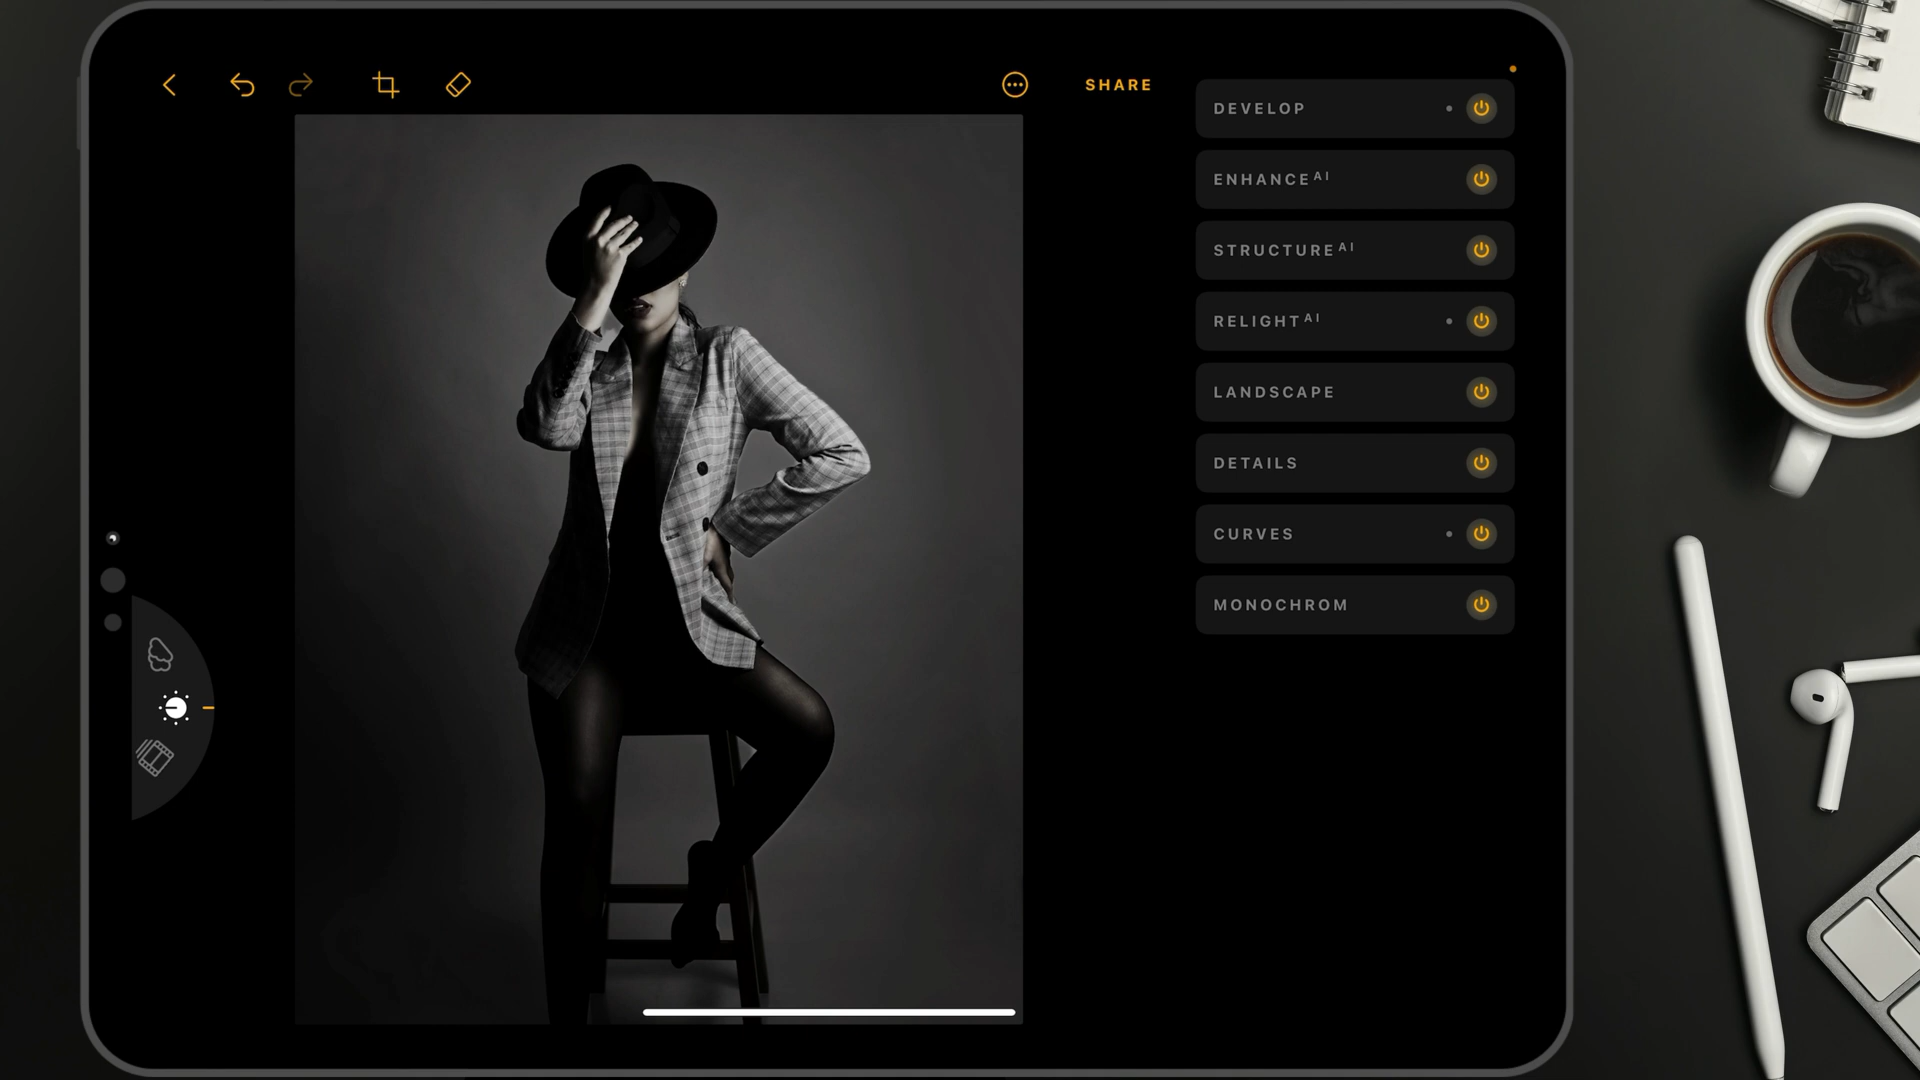 SHARE
DEVELOP
ENHANCE AI
STRUCTURE AI
RELIGHT AI
LANDSCAPE
DETAILS
CURVES
MONOCHROM